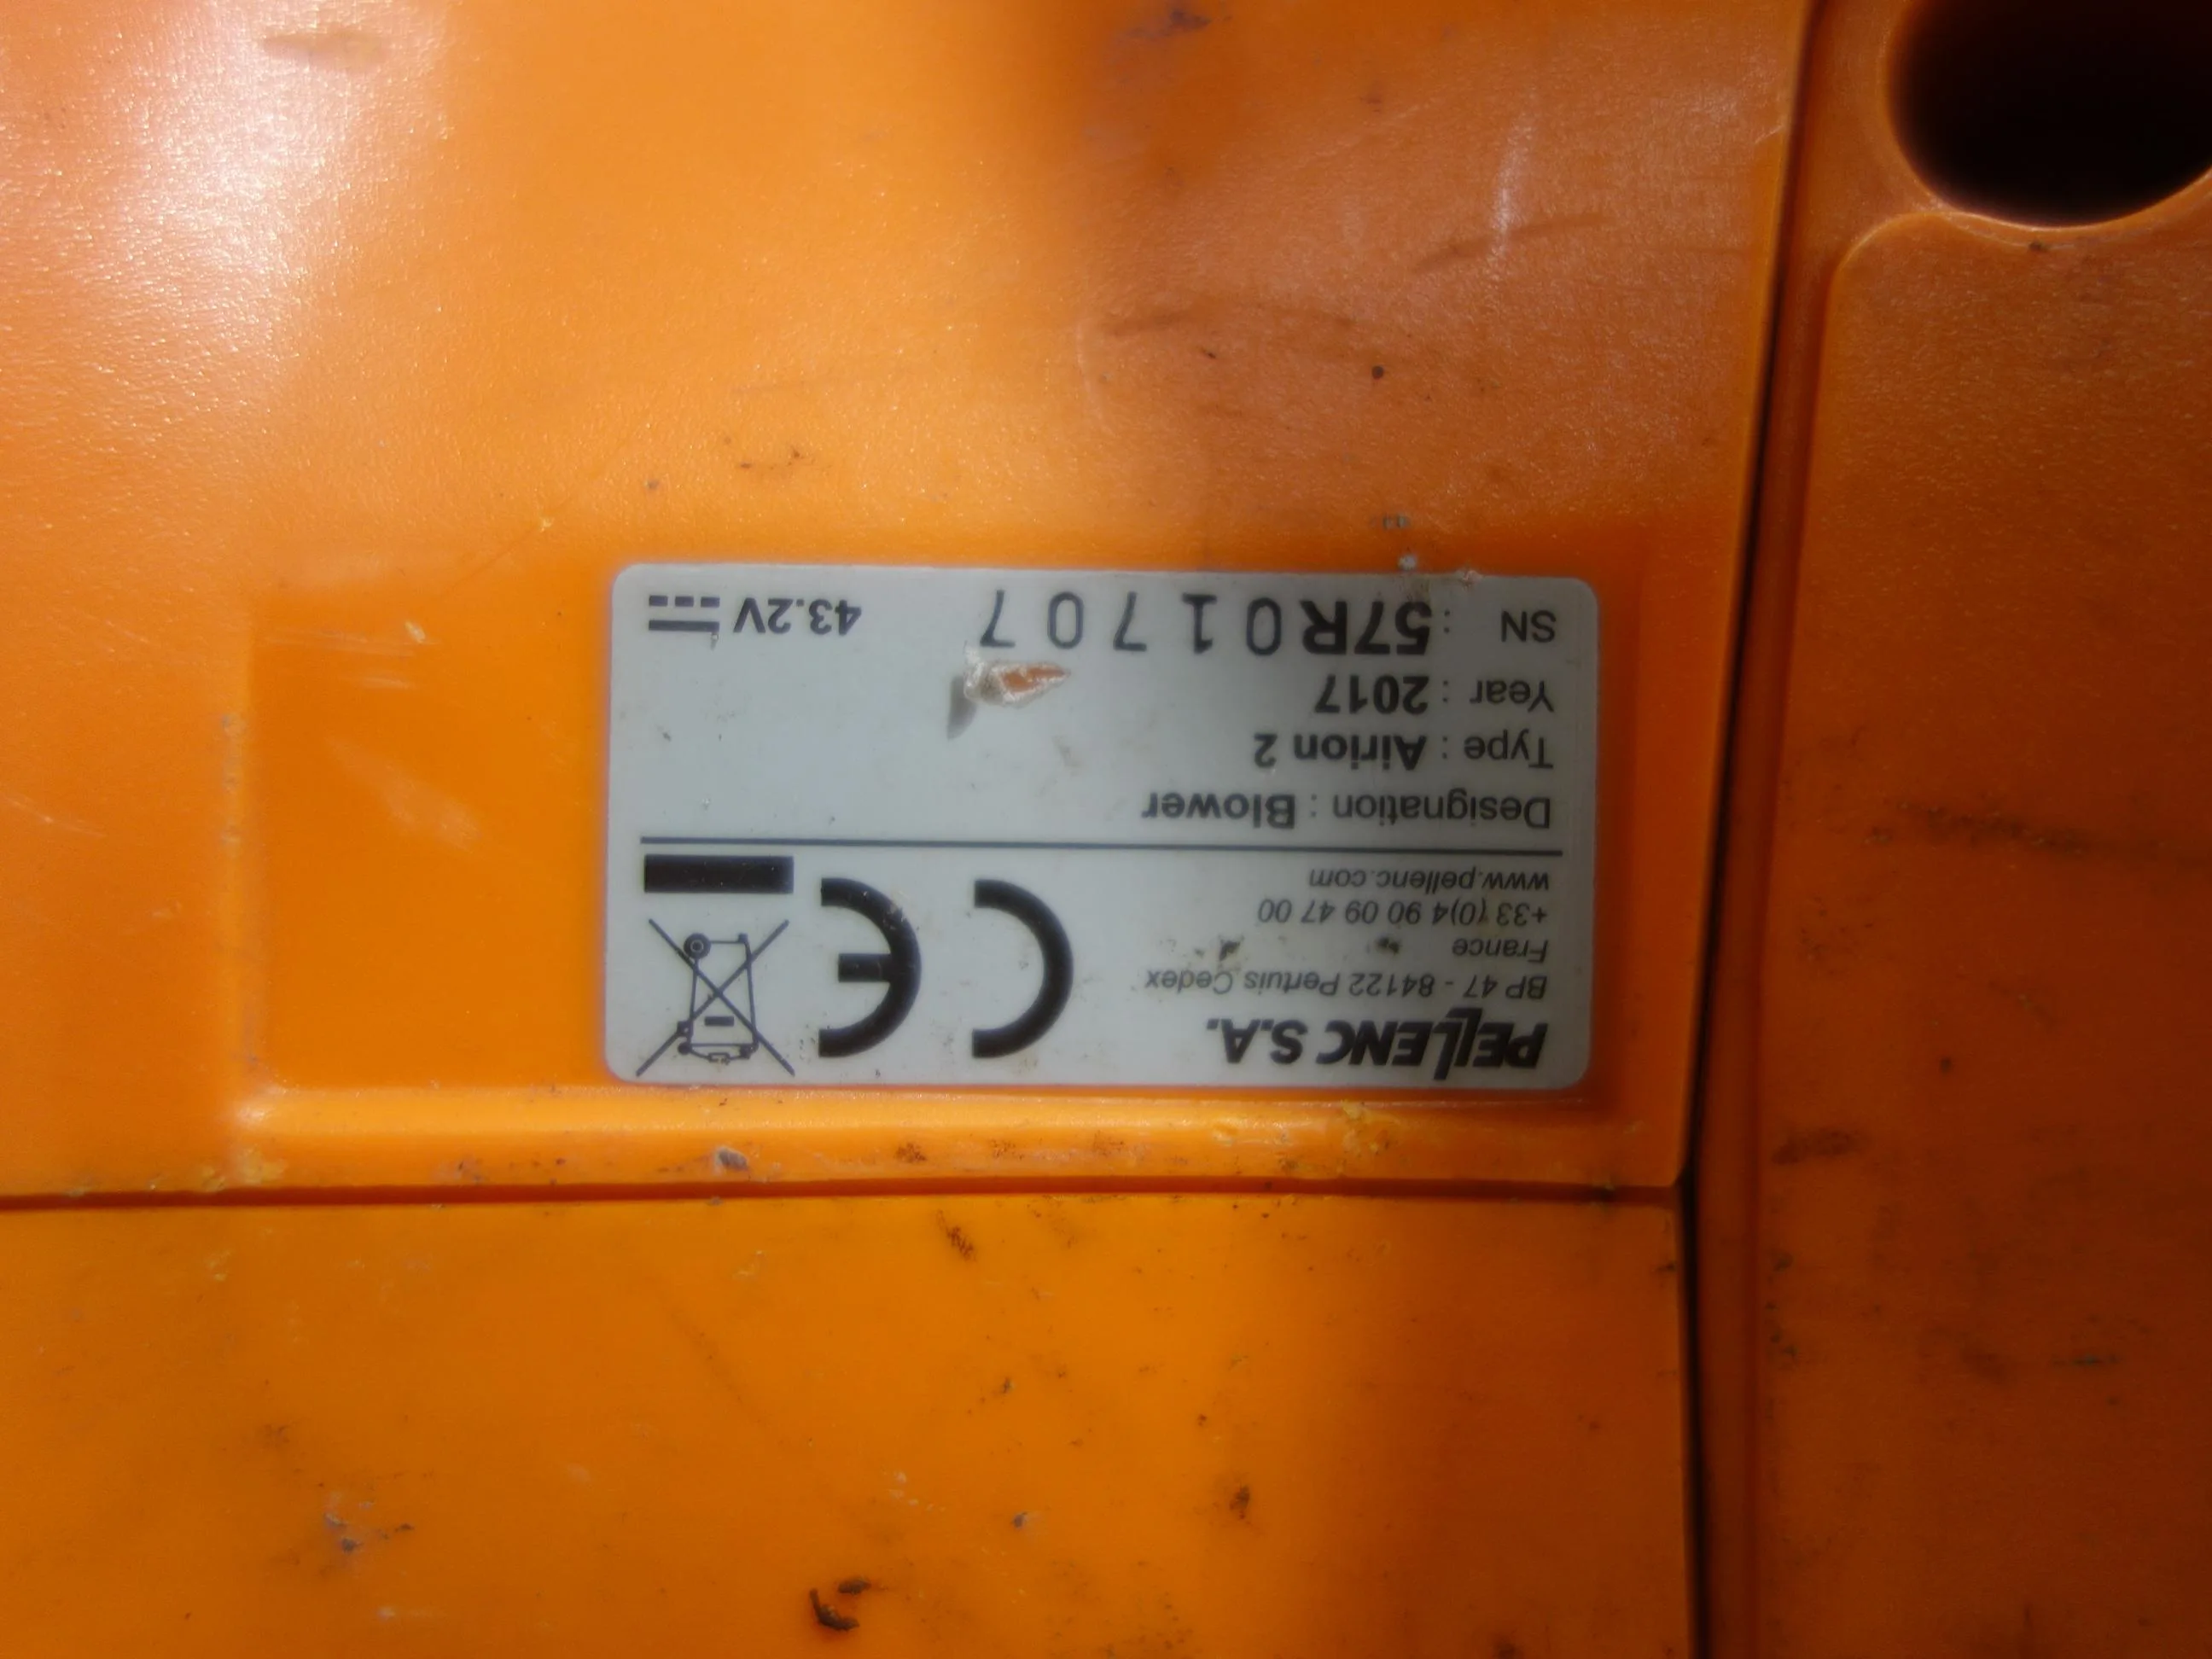 PELLENC S.A.
BP 47 - 84122 Pertuis Cedex
France
+33 (0)4 90 09 47 00
www.pellenc.com
CE
Designation : Blower
Type : Airion 2
Year : 2017
SN : 57R01707 43.2V